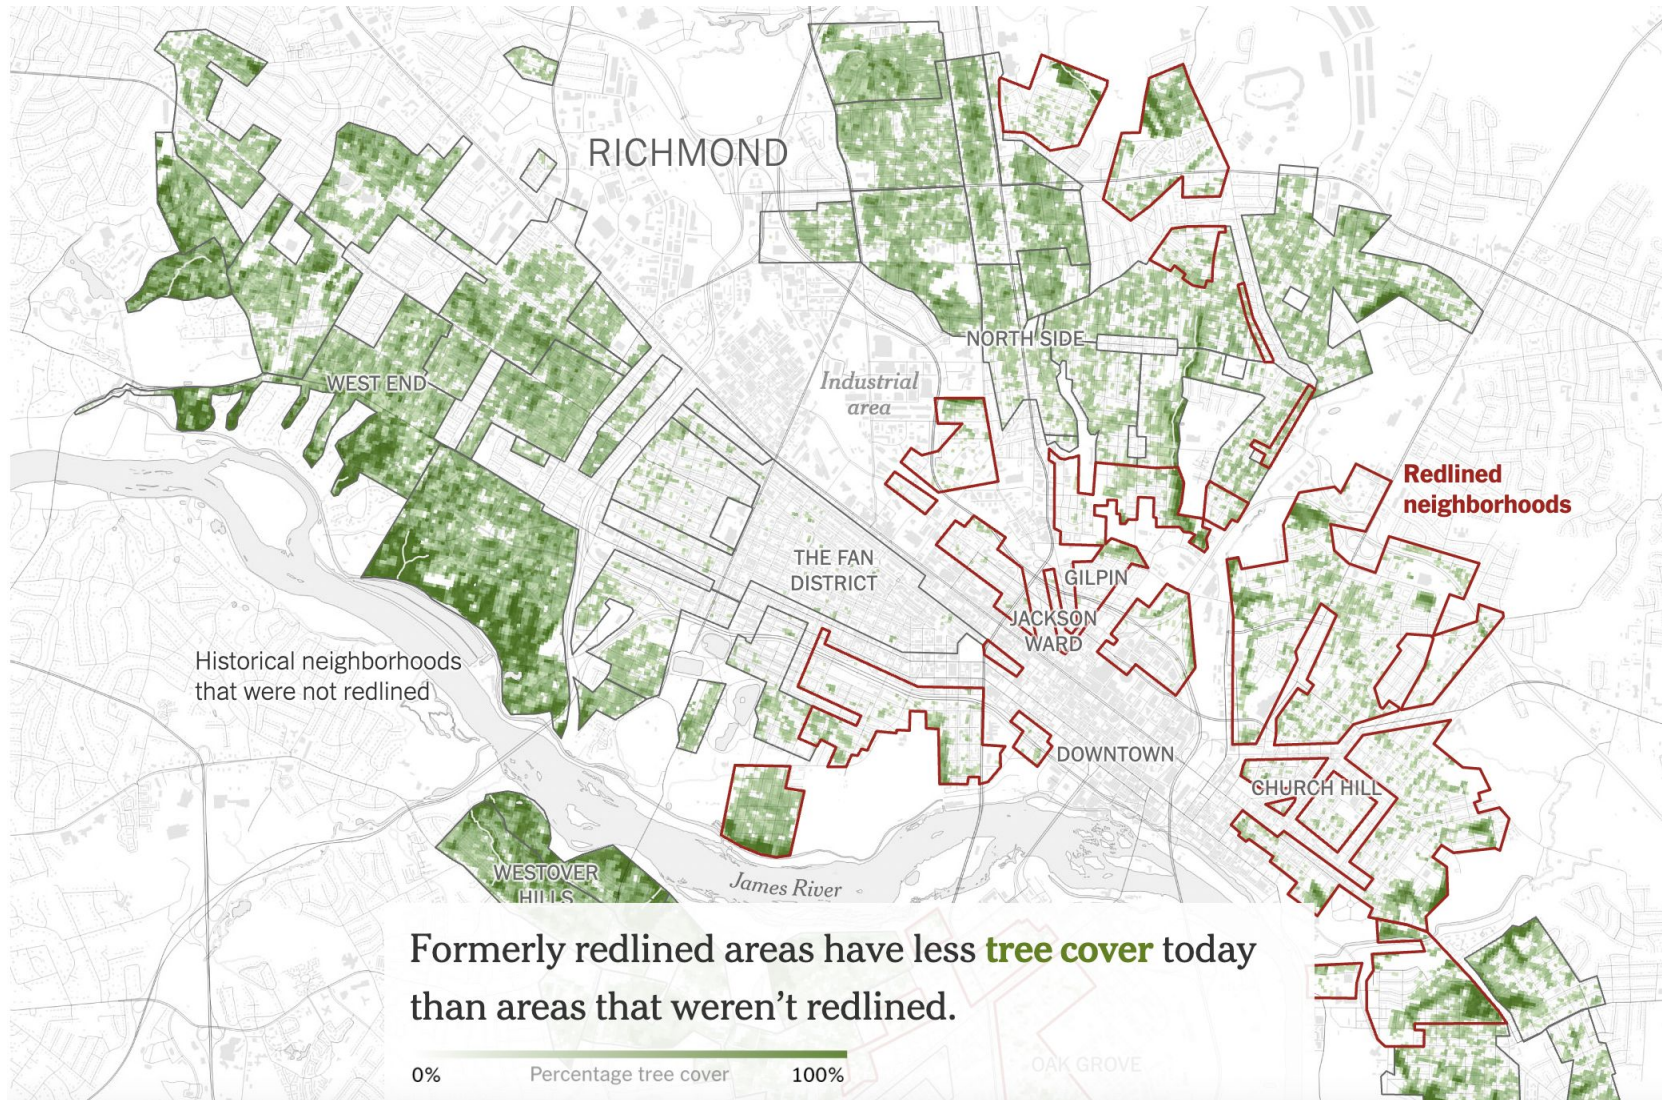 RICHMOND
NORTH SIDE
Industrial
area
WEST END
Redlined
neighborhoods
THE FAN
DISTRICT
GILPIN
JACKSON
WARD
Historical neighborhoods
that were not redlined
DOWNTOWN
CHURCH HILL
James River
WESTOVER
HILLS
Formerly redlined areas have less tree cover today
than areas that weren’t redlined.
0%
Percentage tree cover
100%
OAK GROVE